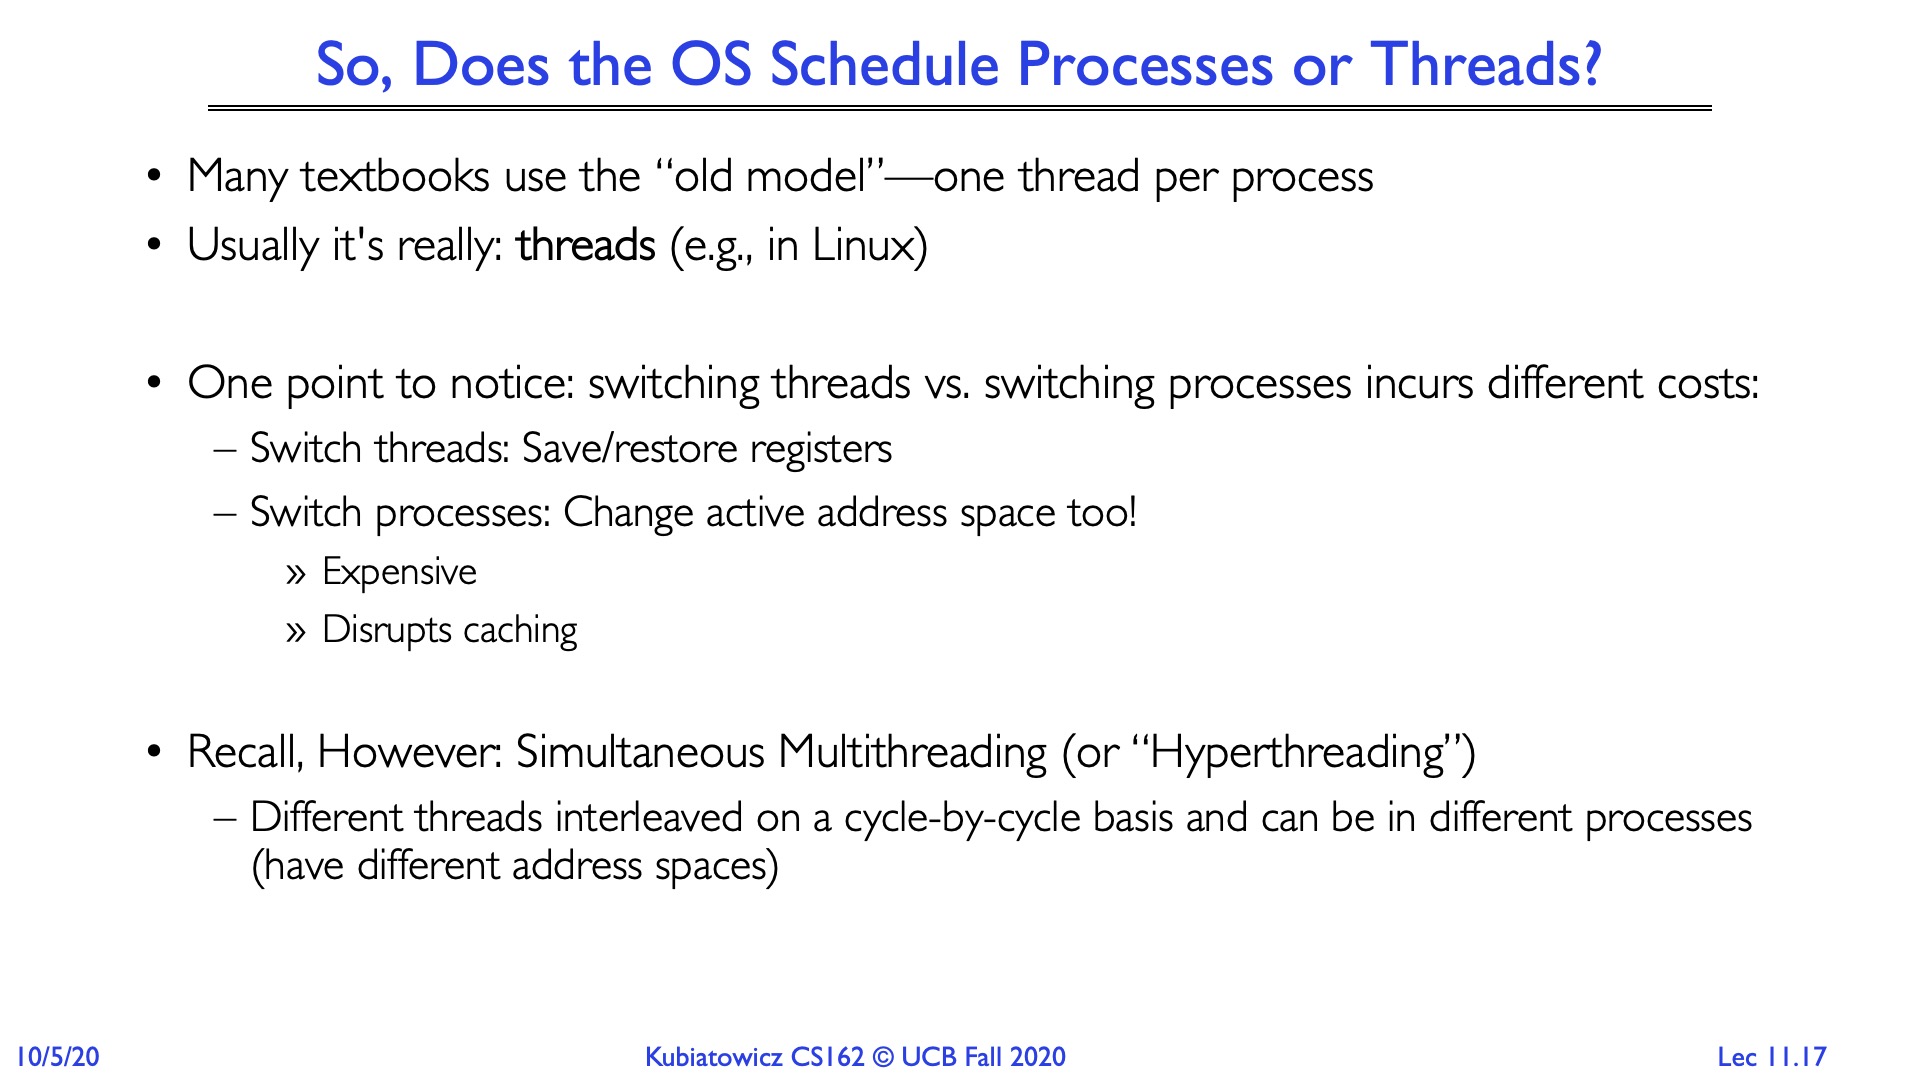 So, Does the OS Schedule Processes or Threads?
• Many textbooks use the “old model”—one thread per process
• Usually it's really: threads (e.g., in Linux)
• One point to notice: switching threads vs. switching processes incurs different costs:
– Switch threads: Save/restore registers
– Switch processes: Change active address space too!
» Expensive
» Disrupts caching
• Recall, However: Simultaneous Multithreading (or “Hyperthreading”)
– Different threads interleaved on a cycle-by-cycle basis and can be in different processes
(have different address spaces)
10/5/20
Kubiatowicz CS162 © UCB Fall 2020
Lec 11.17